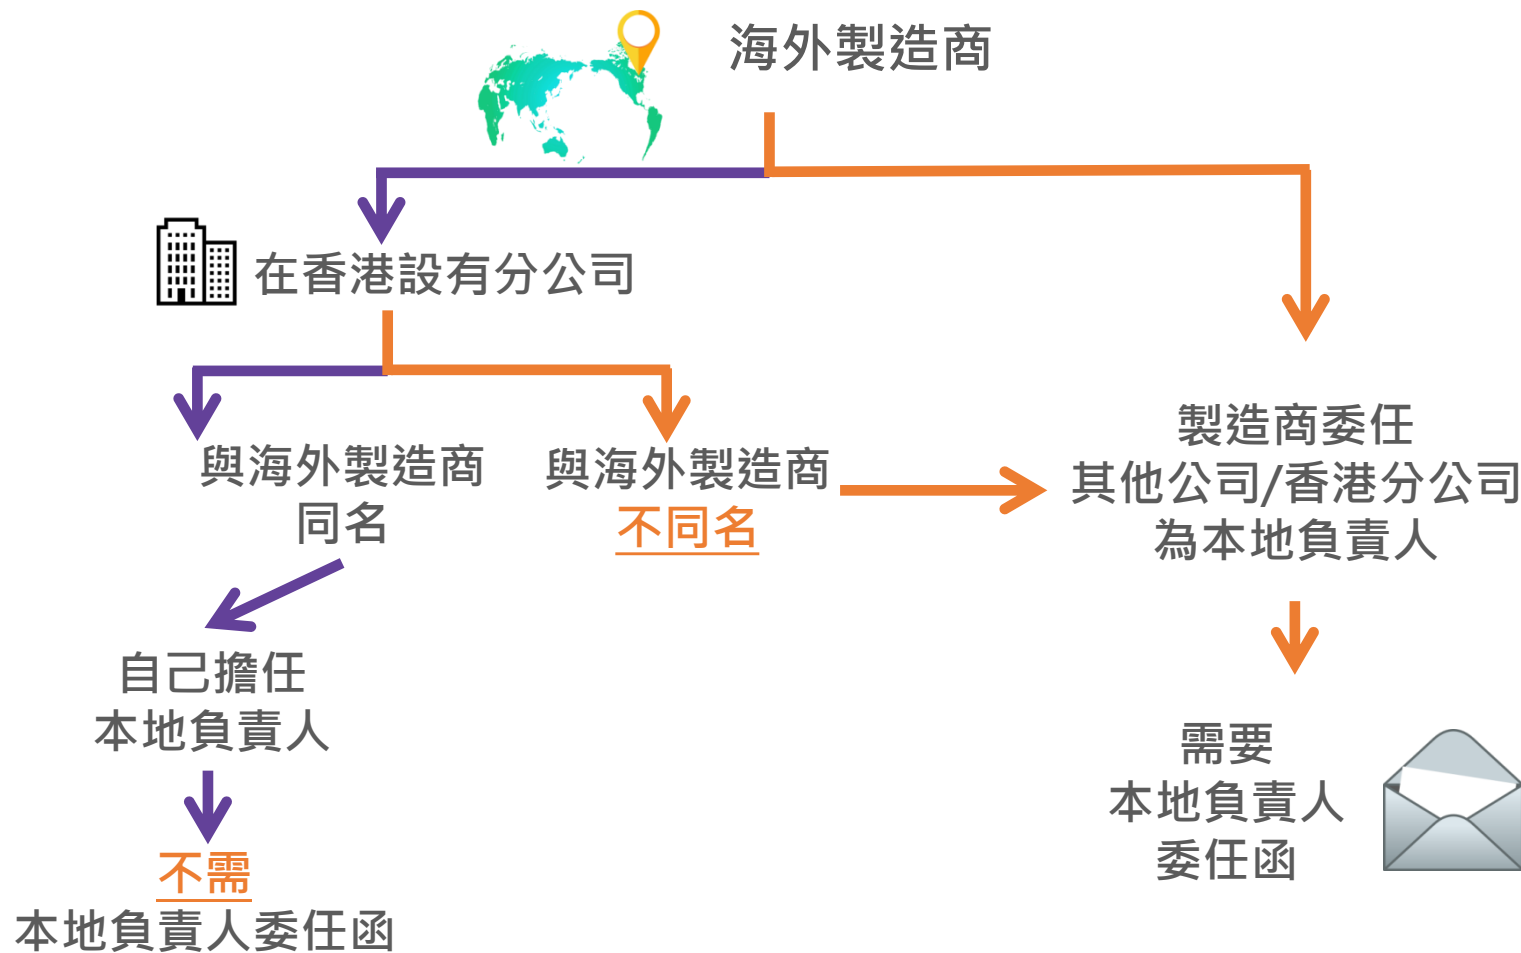 海外製造商
在香港設有分公司
與海外製造商
同名
與海外製造商
不同名
製造商委任
其他公司/香港分公司
為本地負責人
自己擔任
本地負責人
不需
本地負責人委任函
需要
本地負責人
委任函